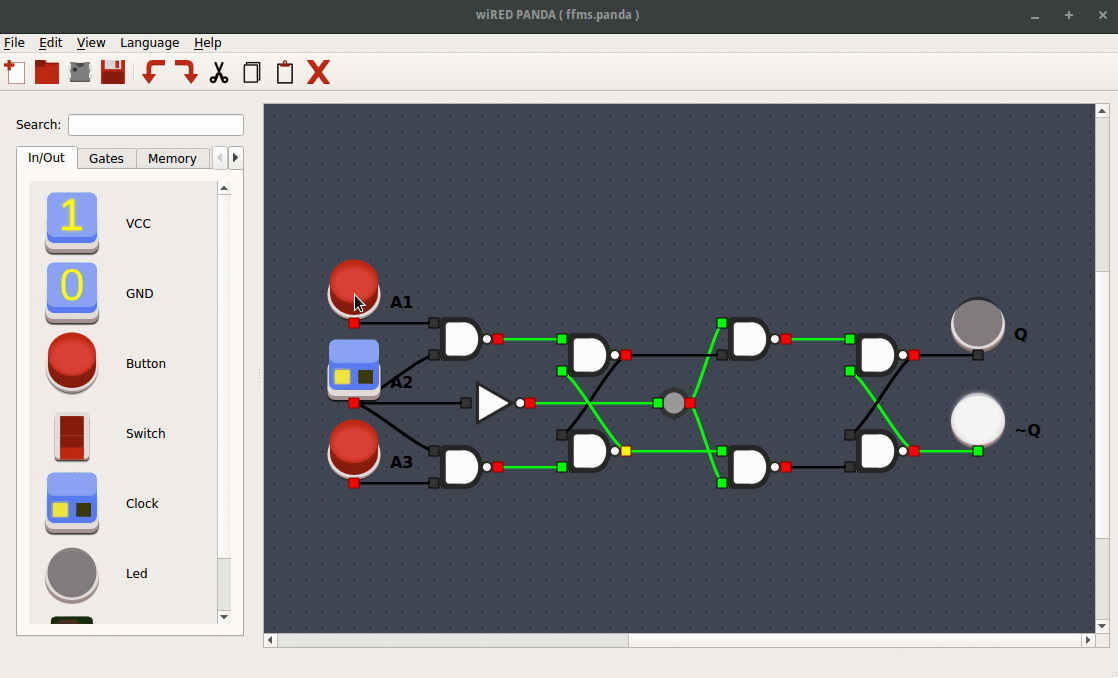 wiRED PANDA ( ffms.panda )
File Edit View Language Help
Search:
In/Out Gates Memory
1 VCC
0 GND
Button
Switch
Clock
Led
A1
A2
A3
Q
~Q